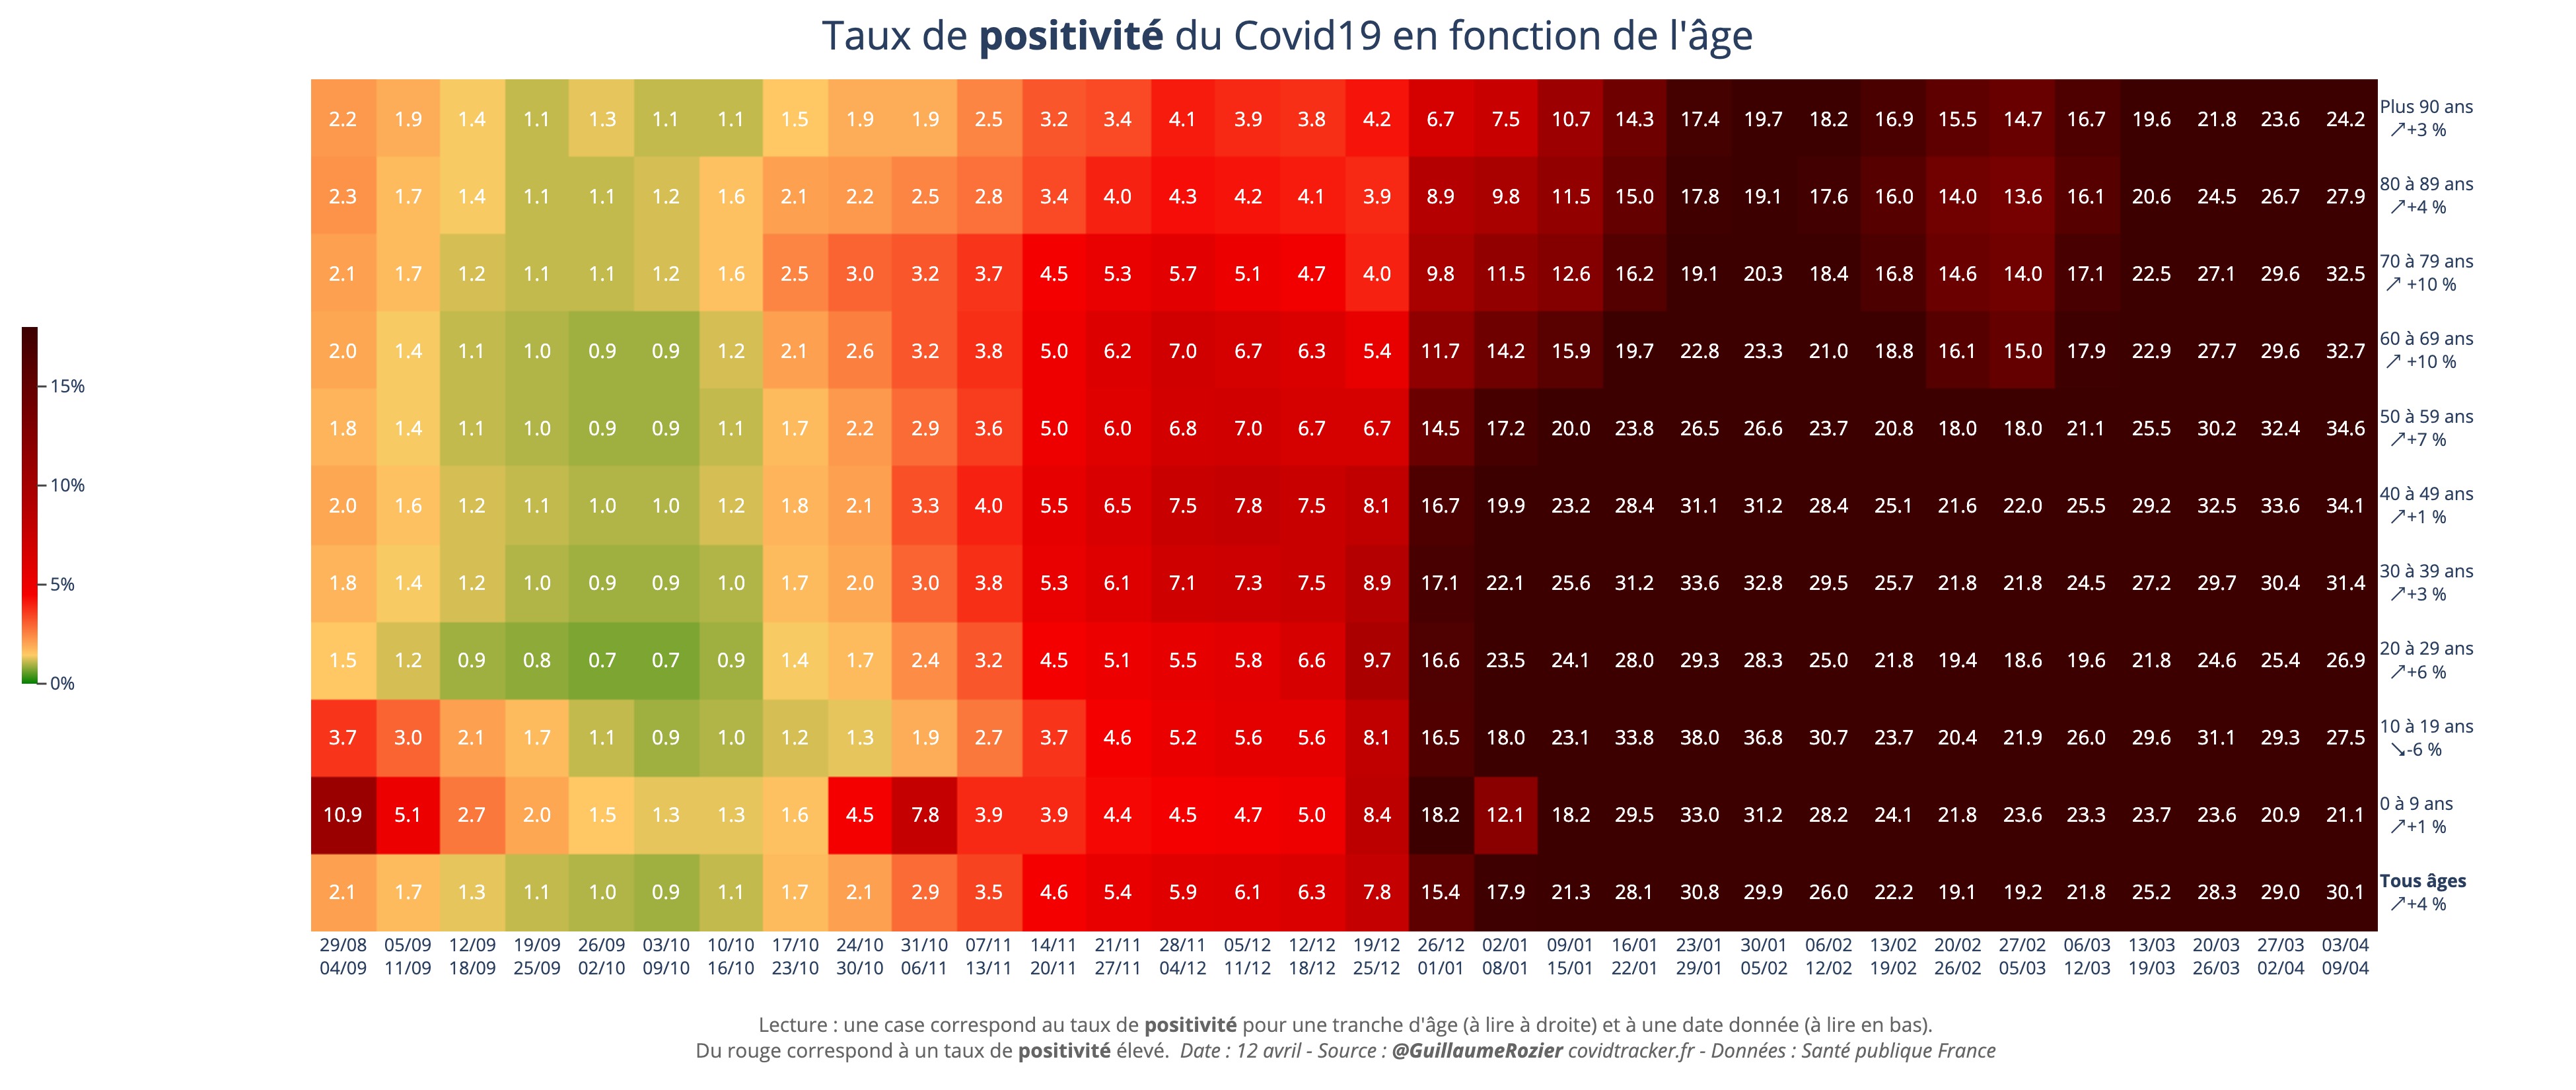 Taux de positivité du Covid19 en fonction de l'âge
15%
10%
5%
0%
2.2 1.9 1.4 1.1 1.3 1.1 1.1 1.5 1.9 1.9 2.5 3.2 3.4 4.1 3.9 3.8 4.2 6.7 7.5 10.7 14.3 17.4 19.7 18.2 16.9 15.5 14.7 16.7 19.6 21.8 23.6 24.2 Plus 90 ans
↗+3 %
2.3 1.7 1.4 1.1 1.1 1.2 1.6 2.1 2.2 2.5 2.8 3.4 4.0 4.3 4.2 4.1 3.9 8.9 9.8 11.5 15.0 17.8 19.1 17.6 16.0 14.0 13.6 16.1 20.6 24.5 26.7 27.9 80 à 89 ans
↗+4 %
2.1 1.7 1.2 1.1 1.1 1.2 1.6 2.5 3.0 3.2 3.7 4.5 5.3 5.7 5.1 4.7 4.0 9.8 11.5 12.6 16.2 19.1 20.3 18.4 16.8 14.6 14.0 17.1 22.5 27.1 29.6 32.5 70 à 79 ans
↗ +10 %
2.0 1.4 1.1 1.0 0.9 0.9 1.2 2.1 2.6 3.2 3.8 5.0 6.2 7.0 6.7 6.3 5.4 11.7 14.2 15.9 19.7 22.8 23.3 21.0 18.8 16.1 15.0 17.9 22.9 27.7 29.6 32.7 60 à 69 ans
↗ +10 %
1.8 1.4 1.1 1.0 0.9 0.9 1.1 1.7 2.2 2.9 3.6 5.0 6.0 6.8 7.0 6.7 6.7 14.5 17.2 20.0 23.8 26.5 26.6 23.7 20.8 18.0 18.0 21.1 25.5 30.2 32.4 34.6 50 à 59 ans
↗+7 %
2.0 1.6 1.2 1.1 1.0 1.0 1.2 1.8 2.1 3.3 4.0 5.5 6.5 7.5 7.8 7.5 8.1 16.7 19.9 23.2 28.4 31.1 31.2 28.4 25.1 21.6 22.0 25.5 29.2 32.5 33.6 34.1 40 à 49 ans
↗+1 %
1.8 1.4 1.2 1.0 0.9 0.9 1.0 1.7 2.0 3.0 3.8 5.3 6.1 7.1 7.3 7.5 8.9 17.1 22.1 25.6 31.2 33.6 32.8 29.5 25.7 21.8 21.8 24.5 27.2 29.7 30.4 31.4 30 à 39 ans
↗+3 %
1.5 1.2 0.9 0.8 0.7 0.7 0.9 1.4 1.7 2.4 3.2 4.5 5.1 5.5 5.8 6.6 9.7 16.6 23.5 24.1 28.0 29.3 28.3 25.0 21.8 19.4 18.6 19.6 21.8 24.6 25.4 26.9 20 à 29 ans
↗+6 %
3.7 3.0 2.1 1.7 1.1 0.9 1.0 1.2 1.3 1.9 2.7 3.7 4.6 5.2 5.6 5.6 8.1 16.5 18.0 23.1 33.8 38.0 36.8 30.7 23.7 20.4 21.9 26.0 29.6 31.1 29.3 27.5 10 à 19 ans
↘-6 %
10.9 5.1 2.7 2.0 1.5 1.3 1.3 1.6 4.5 7.8 3.9 3.9 4.4 4.5 4.7 5.0 8.4 18.2 12.1 18.2 29.5 33.0 31.2 28.2 24.1 21.8 23.6 23.3 23.7 23.6 20.9 21.1 0 à 9 ans
↗+1 %
2.1 1.7 1.3 1.1 1.0 0.9 1.1 1.7 2.1 2.9 3.5 4.6 5.4 5.9 6.1 6.3 7.8 15.4 17.9 21.3 28.1 30.8 29.9 26.0 22.2 19.1 19.2 21.8 25.2 28.3 29.0 30.1 Tous âges
↗+4 %
29/08 05/09 12/09 19/09 26/09 03/10 10/10 17/10 24/10 31/10 07/11 14/11 21/11 28/11 05/12 12/12 19/12 26/12 02/01 09/01 16/01 23/01 30/01 06/02 13/02 20/02 27/02 06/03 13/03 20/03 27/03 03/04
04/09 11/09 18/09 25/09 02/10 09/10 16/10 23/10 30/10 06/11 13/11 20/11 27/11 04/12 11/12 18/12 25/12 01/01 08/01 15/01 22/01 29/01 05/02 12/02 19/02 26/02 05/03 12/03 19/03 26/03 02/04 09/04
Lecture : une case correspond au taux de positivité pour une tranche d'âge (à lire à droite) et à une date donnée (à lire en bas).
Du rouge correspond à un taux de positivité élevé. Date : 12 avril - Source : @GuillaumeRozier covidtracker.fr - Données : Santé publique France